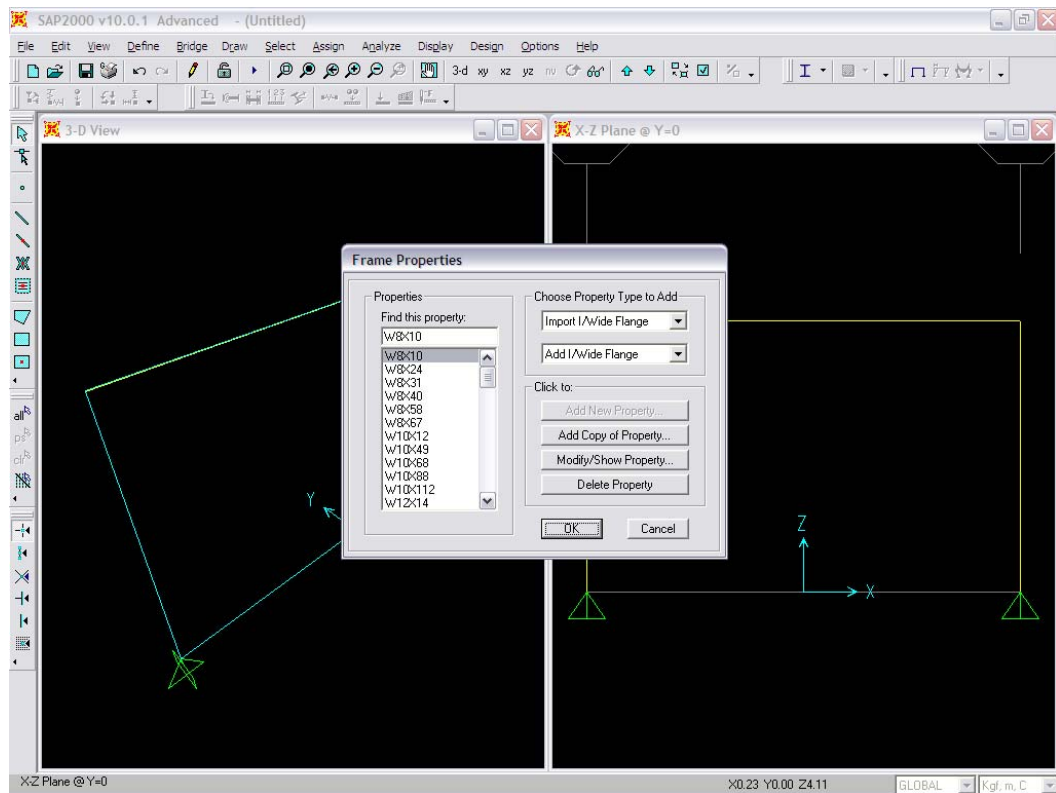 SAP2000 v10.0.1 Advanced - (Untitled)
File Edit View Define Bridge Draw Select Assign Analyze Display Design Options Help
3-d xy xz yz nv
3-D View
X-Z Plane @ Y=0
Frame Properties
Properties
Find this property:
W8X10
W8X10
W8X24
W8X31
W8X40
W8X58
W8X67
W10X12
W10X49
W10X68
W10X88
W10X112
W12X14
Choose Property Type to Add
Import I/Wide Flange
Add I/Wide Flange
Click to:
Add New Property...
Add Copy of Property...
Modify/Show Property...
Delete Property
OK Cancel
all
ps
clr
Y
Z
X
X-Z Plane @ Y=0
X0.23 Y0.00 Z4.11
GLOBAL
Kgf, m, C